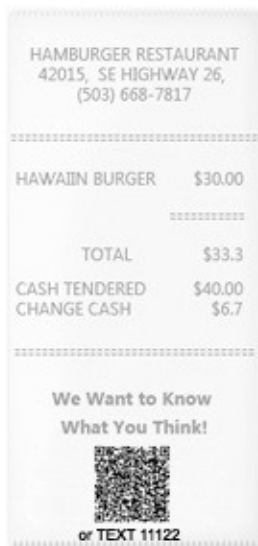 HAMBURGER RESTAURANT
42015, SE HIGHWAY 26,
(503) 668-7817
HAWAIIN BURGER $30.00
TOTAL $33.3
CASH TENDERED $40.00
CHANGE CASH $6.7
We Want to Know
What You Think!
or TEXT 11122